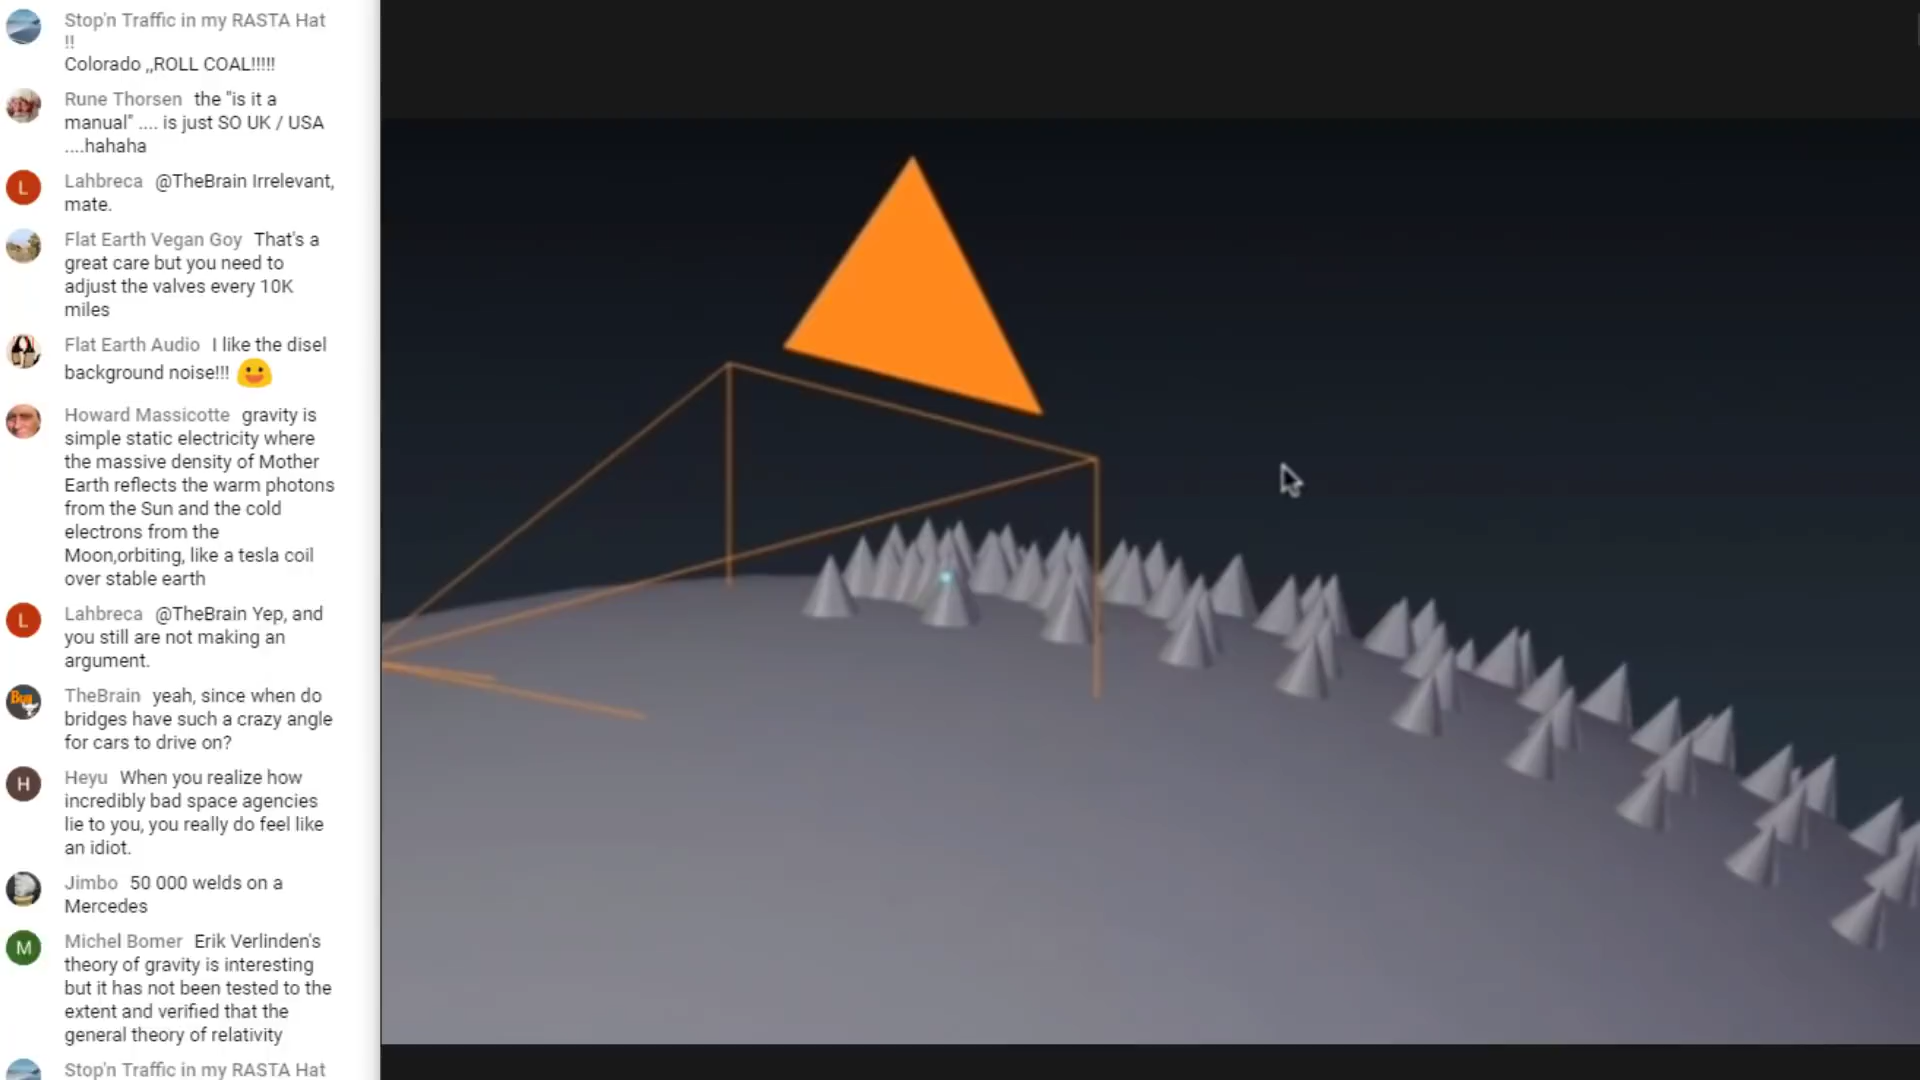 Stop'n Traffic in my RASTA Hat
!!
Colorado ,,ROLL COAL!!!!!
Rune Thorsen the "is it a
manual" .... is just SO UK / USA
....hahaha
L
Lahbreca @TheBrain Irrelevant,
mate.
Flat Earth Vegan Goy That's a
great care but you need to
adjust the valves every 10K
miles
Flat Earth Audio I like the disel
background noise!!!
Howard Massicotte gravity is
simple static electricity where
the massive density of Mother
Earth reflects the warm photons
from the Sun and the cold
electrons from the
Moon,orbiting, like a tesla coil
over stable earth
L
Lahbreca @TheBrain Yep, and
you still are not making an
argument.
TheBrain yeah, since when do
bridges have such a crazy angle
for cars to drive on?
H
Heyu When you realize how
incredibly bad space agencies
lie to you, you really do feel like
an idiot.
Jimbo 50 000 welds on a
Mercedes
M
Michel Bomer Erik Verlinden's
theory of gravity is interesting
but it has not been tested to the
extent and verified that the
general theory of relativity
Stop'n Traffic in my RASTA Hat